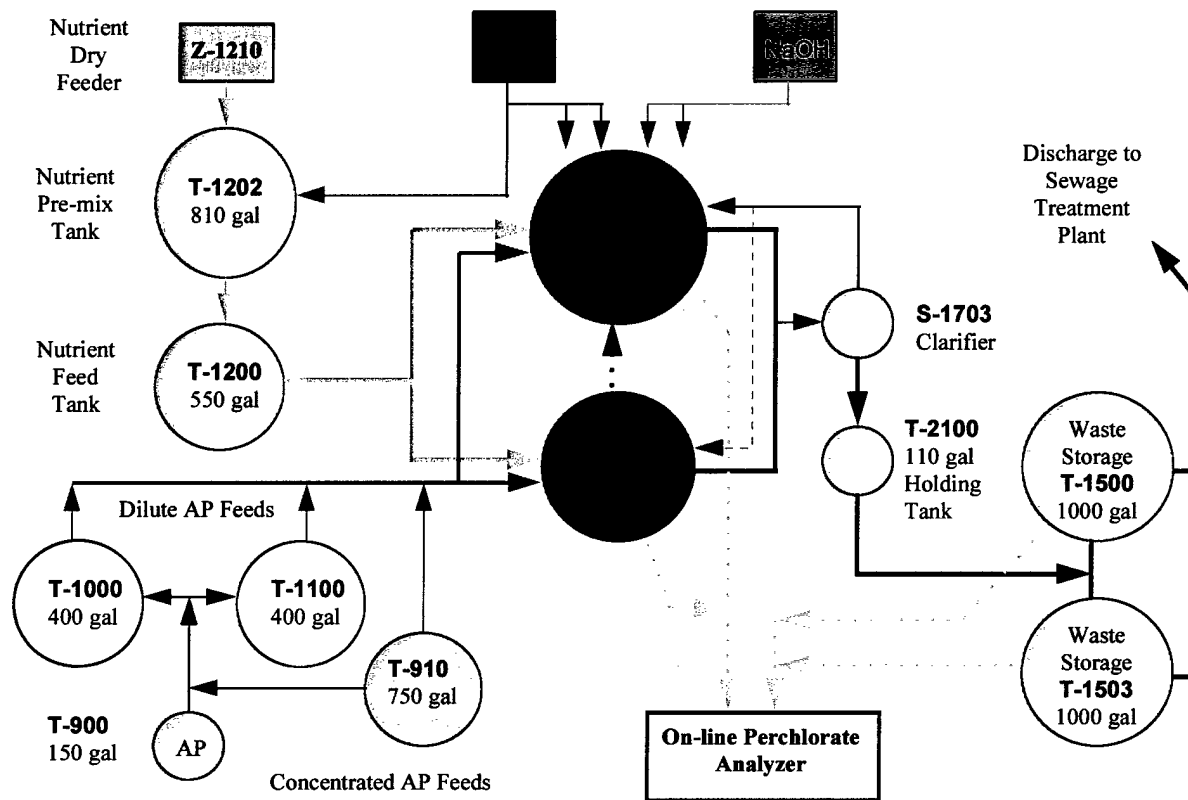 Nutrient
Dry
Feeder
Z-1210
NaOH
Nutrient
Pre-mix
Tank
T-1202
810 gal
Discharge to
Sewage
Treatment
Plant
Nutrient
Feed
Tank
T-1200
550 gal
S-1703
Clarifier
T-2100
110 gal
Holding
Tank
Waste
Storage
T-1500
1000 gal
Dilute AP Feeds
T-1000
400 gal
T-1100
400 gal
T-910
750 gal
Waste
Storage
T-1503
1000 gal
T-900
150 gal
AP
Concentrated AP Feeds
On-line Perchlorate
Analyzer